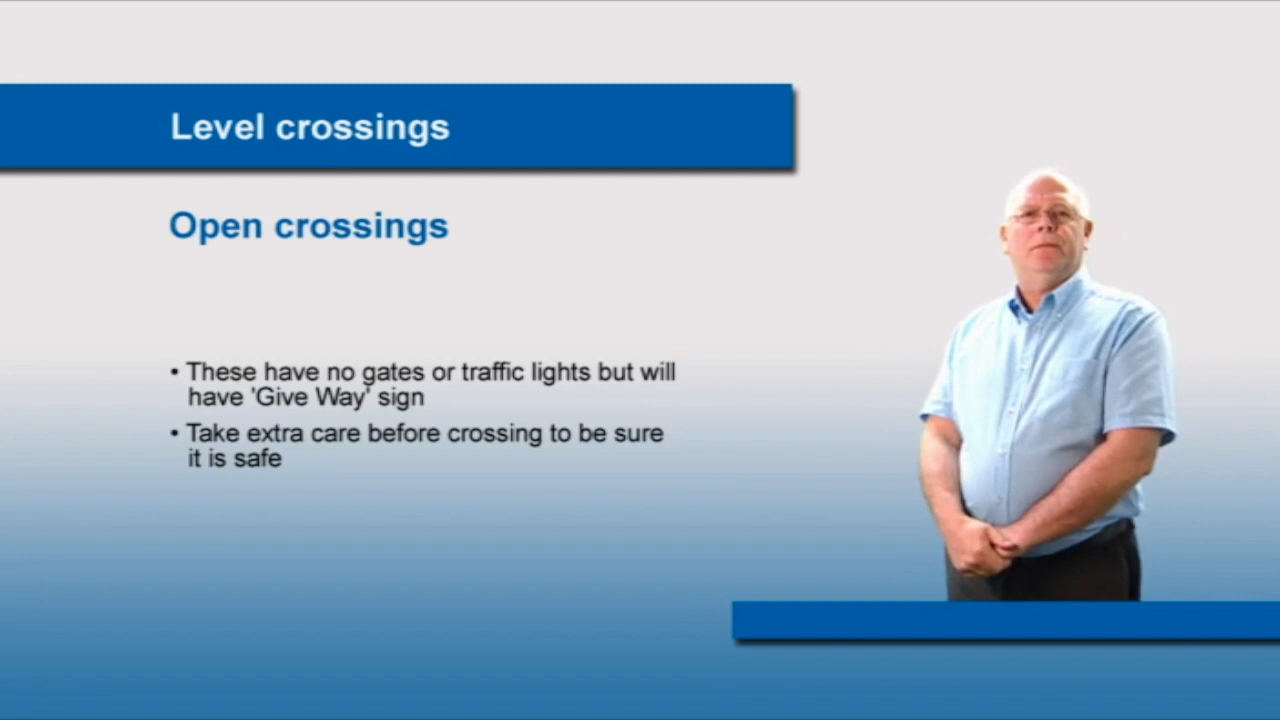 Level crossings
Open crossings
• These have no gates or traffic lights but will
have 'Give Way' sign
• Take extra care before crossing to be sure
it is safe